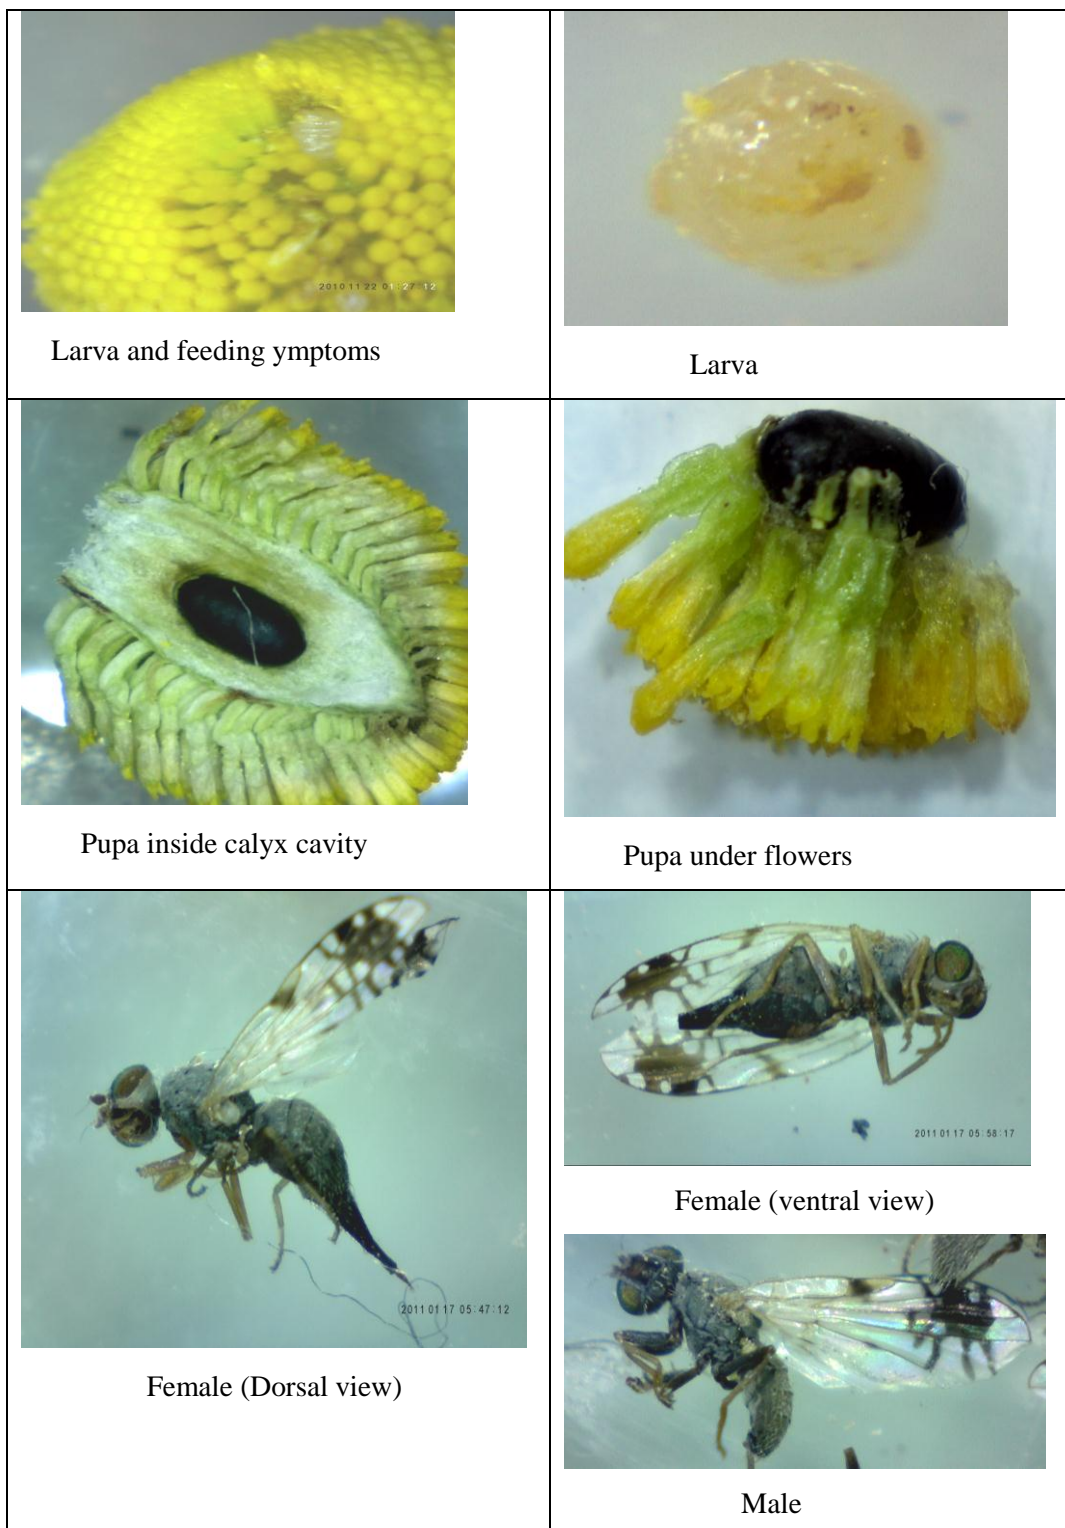 2010 11 22 01:27:12
Larva and feeding ymptoms
Larva
Pupa inside calyx cavity
Pupa under flowers
2011 01 17 05:47:12
Female (Dorsal view)
2011 01 17 05:58:17
Female (ventral view)
Male